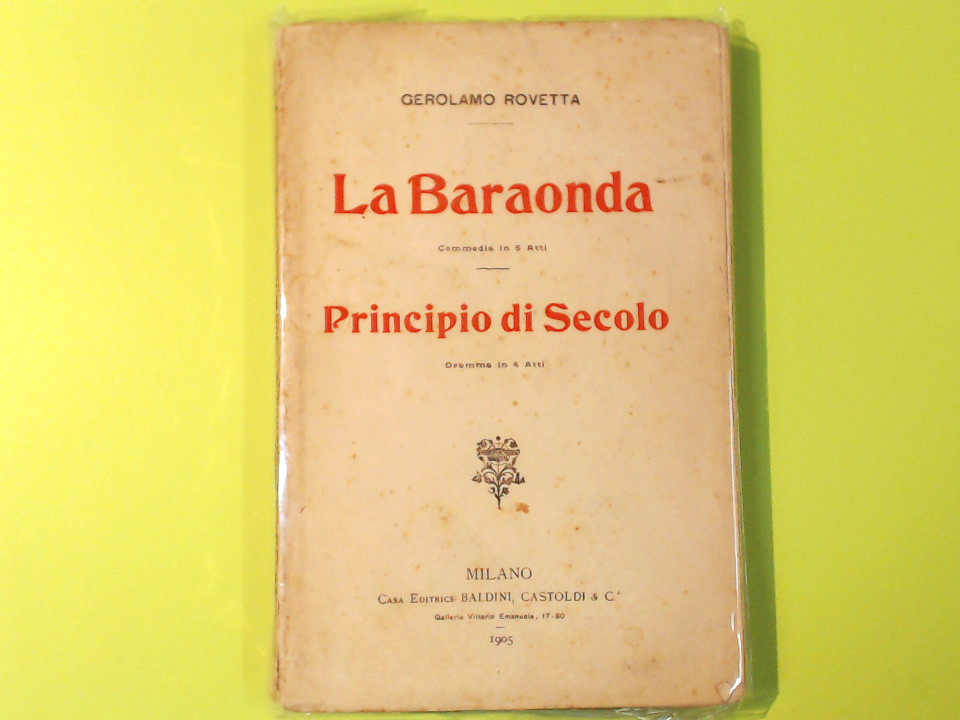 GEROLAMO ROVETTA
La Baraonda
Commedia in 5 Atti
Principio di Secolo
Dramma in 4 Atti
MILANO
CASA EDITRICE BALDINI, CASTOLDI & C°
Galleria Vittorio Emanuele, 17-80
1905